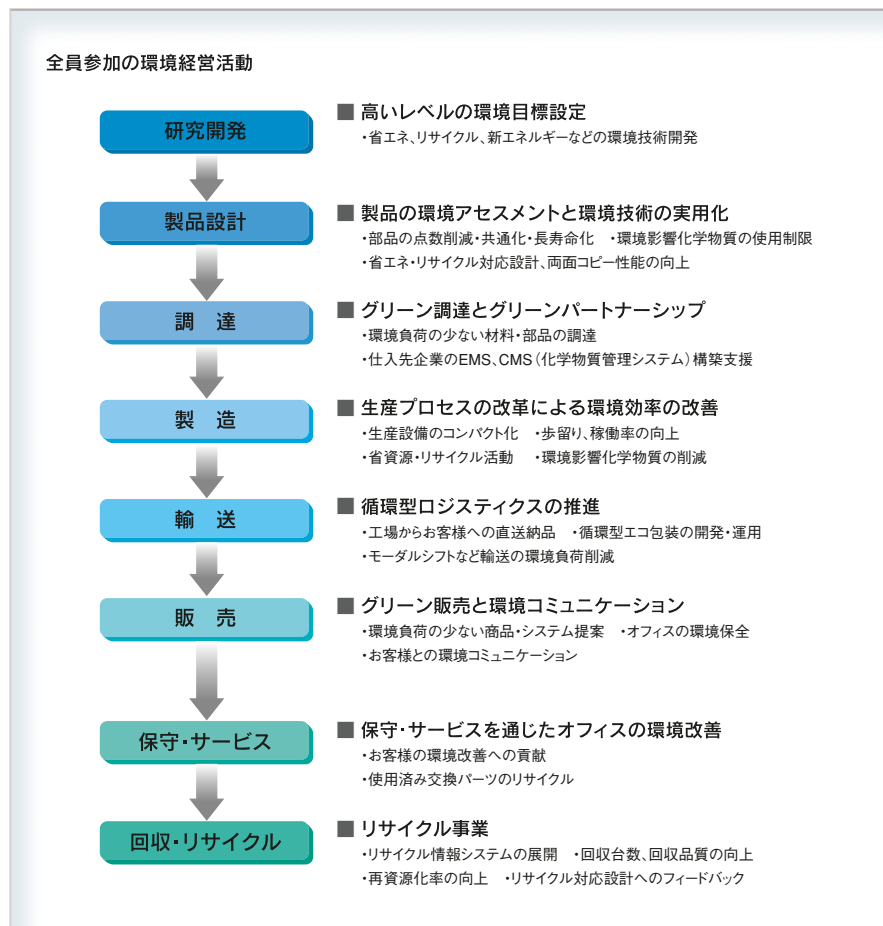 全員参加の環境経営活動
研究開発
■ 高いレベルの環境目標設定
・省エネ、リサイクル、新エネルギーなどの環境技術開発
製品設計
■ 製品の環境アセスメントと環境技術の実用化
・部品の点数削減・共通化・長寿命化　・環境影響化学物質の使用制限
・省エネ・リサイクル対応設計、両面コピー性能の向上
調　達
■ グリーン調達とグリーンパートナーシップ
・環境負荷の少ない材料・部品の調達
・仕入先企業のEMS、CMS（化学物質管理システム）構築支援
製　造
■ 生産プロセスの改革による環境効率の改善
・生産設備のコンパクト化　・歩留り、稼働率の向上
・省資源・リサイクル活動　・環境影響化学物質の削減
輸　送
■ 循環型ロジスティクスの推進
・工場からお客様への直送納品　・循環型エコ包装の開発・運用
・モーダルシフトなど輸送の環境負荷削減
販　売
■ グリーン販売と環境コミュニケーション
・環境負荷の少ない商品・システム提案　・オフィスの環境保全
・お客様との環境コミュニケーション
保守・サービス
■ 保守・サービスを通じたオフィスの環境改善
・お客様の環境改善への貢献
・使用済み交換パーツのリサイクル
回収・リサイクル
■ リサイクル事業
・リサイクル情報システムの展開　・回収台数、回収品質の向上
・再資源化率の向上　・リサイクル対応設計へのフィードバック